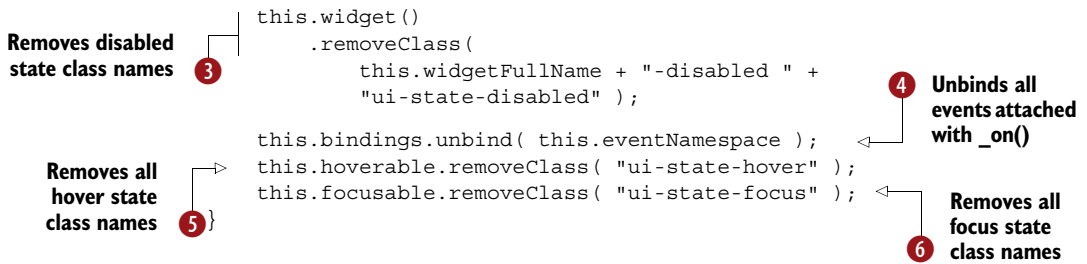 this.widget()
.removeClass(
this.widgetFullName + "-disabled " +
"ui-state-disabled" );
Removes disabled
state class names
3
this.bindings.unbind( this.eventNamespace );
this.hoverable.removeClass( "ui-state-hover" );
this.focusable.removeClass( "ui-state-focus" );
}
4
Unbinds all
events attached
with _on()
Removes all
hover state
class names
5
Removes all
focus state
class names
6